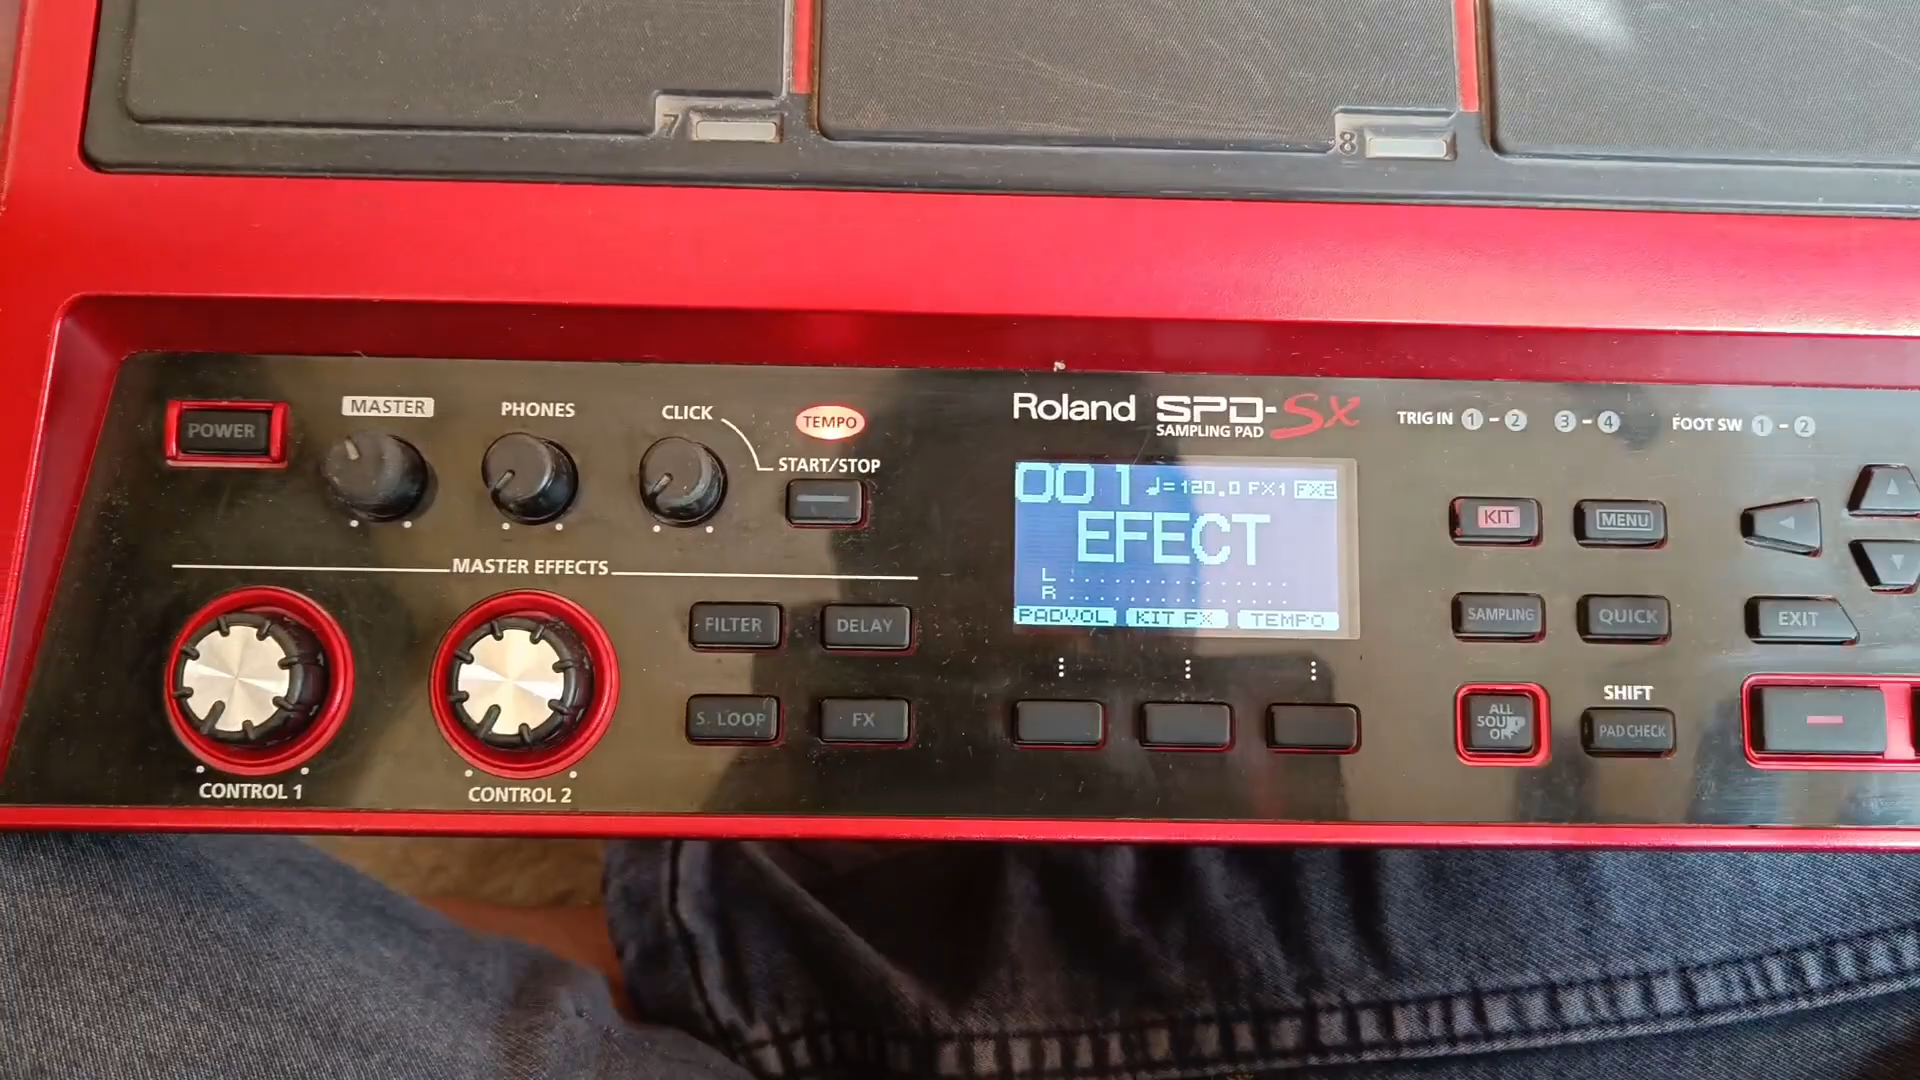 7
8
POWER
MASTER
PHONES
CLICK
TEMPO
START/STOP
Roland SPD-SX
SAMPLING PAD
TRIG IN 1 - 2 3 - 4
FOOT SW 1 - 2
001 ♩=120.0 FX1 FX2
EFECT
L
R
PADVOL KIT FX TEMPO
KIT
MENU
MASTER EFFECTS
FILTER
DELAY
SAMPLING
QUICK
EXIT
S. LOOP
FX
ALL
SHIFT
PAD CHECK
CONTROL 1
CONTROL 2